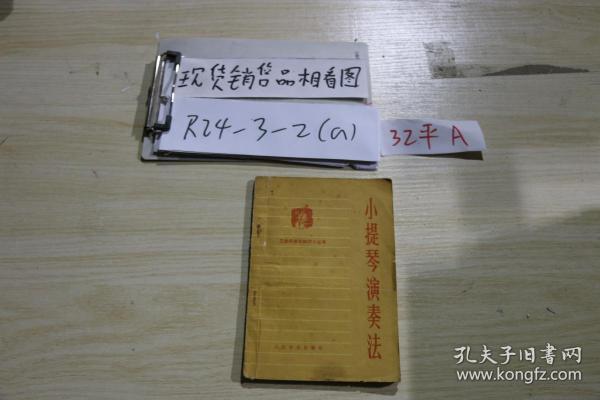 现货销售品相看图
R24-3-2(a)
32平A
小提琴演奏法
孔夫子旧书网
www.kongfz.com